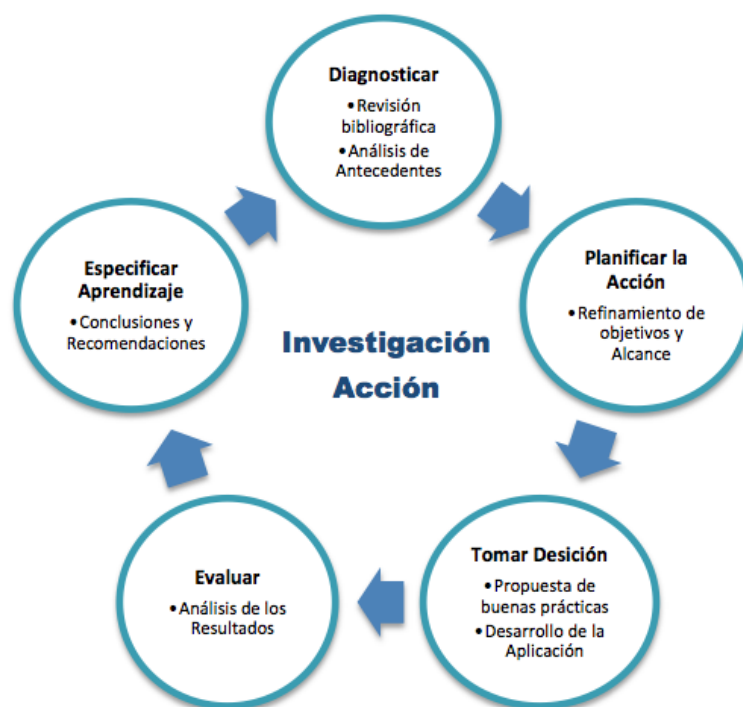 Diagnosticar
•Revisión
bibliográfica
•Análisis de
Antecedentes
Planificar la
Acción
•Refinamiento de
objetivos y
Alcance
Tomar Desición
•Propuesta de
buenas prácticas
•Desarrollo de la
Aplicación
Evaluar
•Análisis de los
Resultados
Especificar
Aprendizaje
•Conclusiones y
Recomendaciones
Investigación
Acción